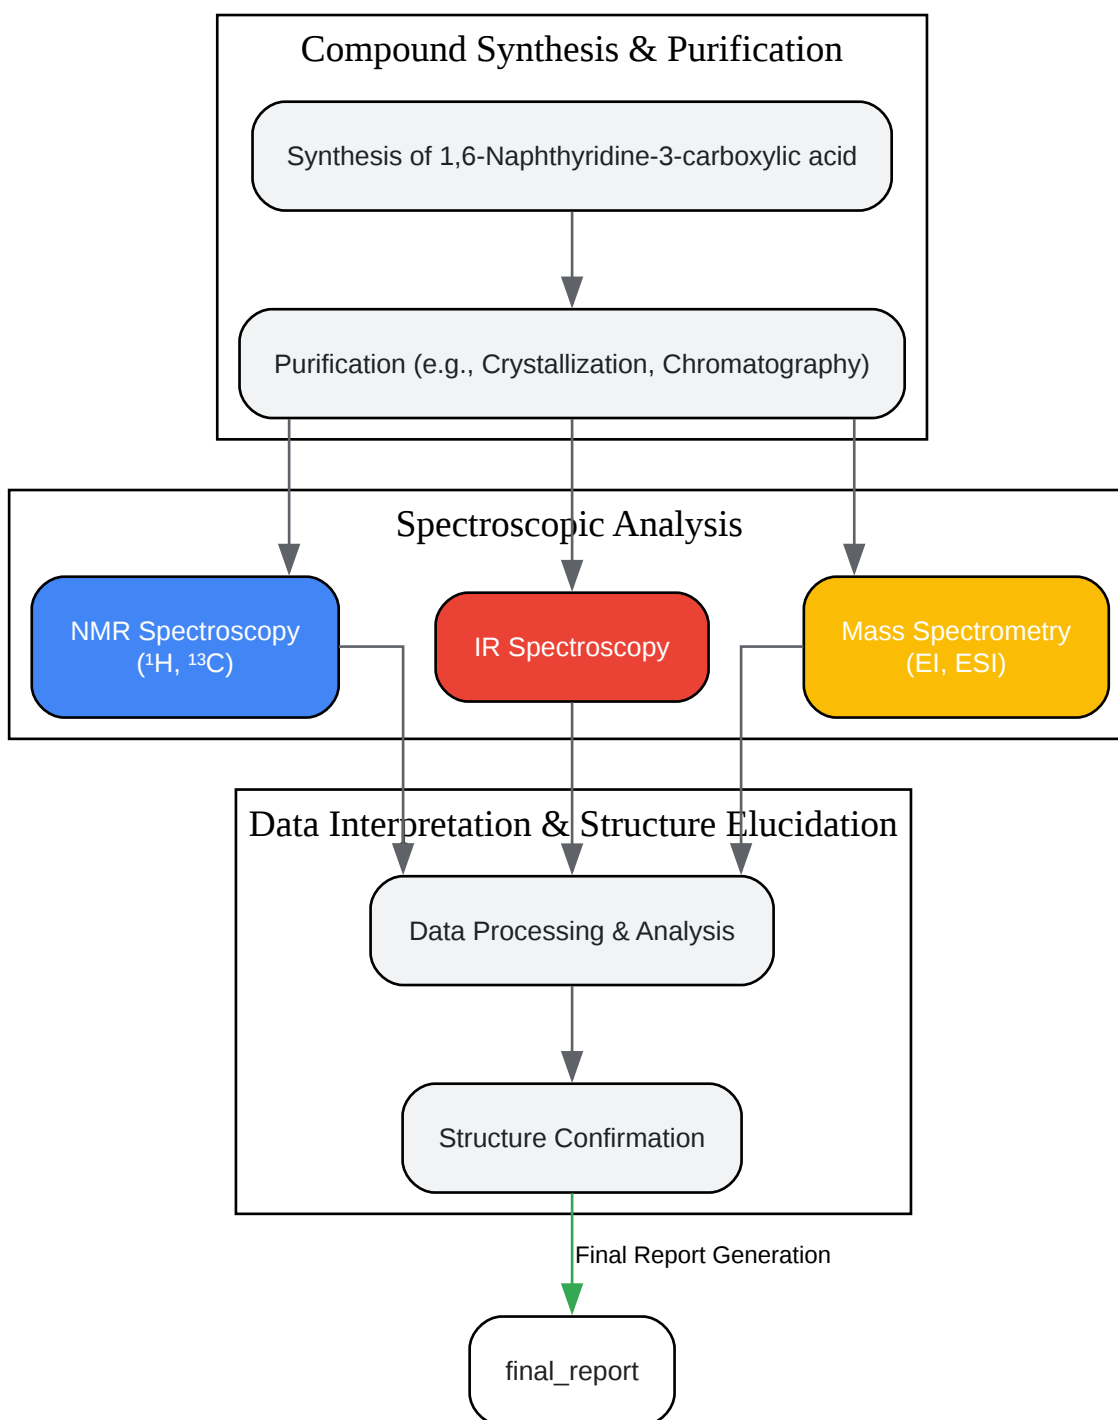 Compound Synthesis & Purification
Synthesis of 1,6-Naphthyridine-3-carboxylic acid
Purification (e.g., Crystallization, Chromatography)
Spectroscopic Analysis
NMR Spectroscopy
(¹H, ¹³C)
IR Spectroscopy
Mass Spectrometry
(EI, ESI)
Data Interpretation & Structure Elucidation
Data Processing & Analysis
Structure Confirmation
Final Report Generation
final_report